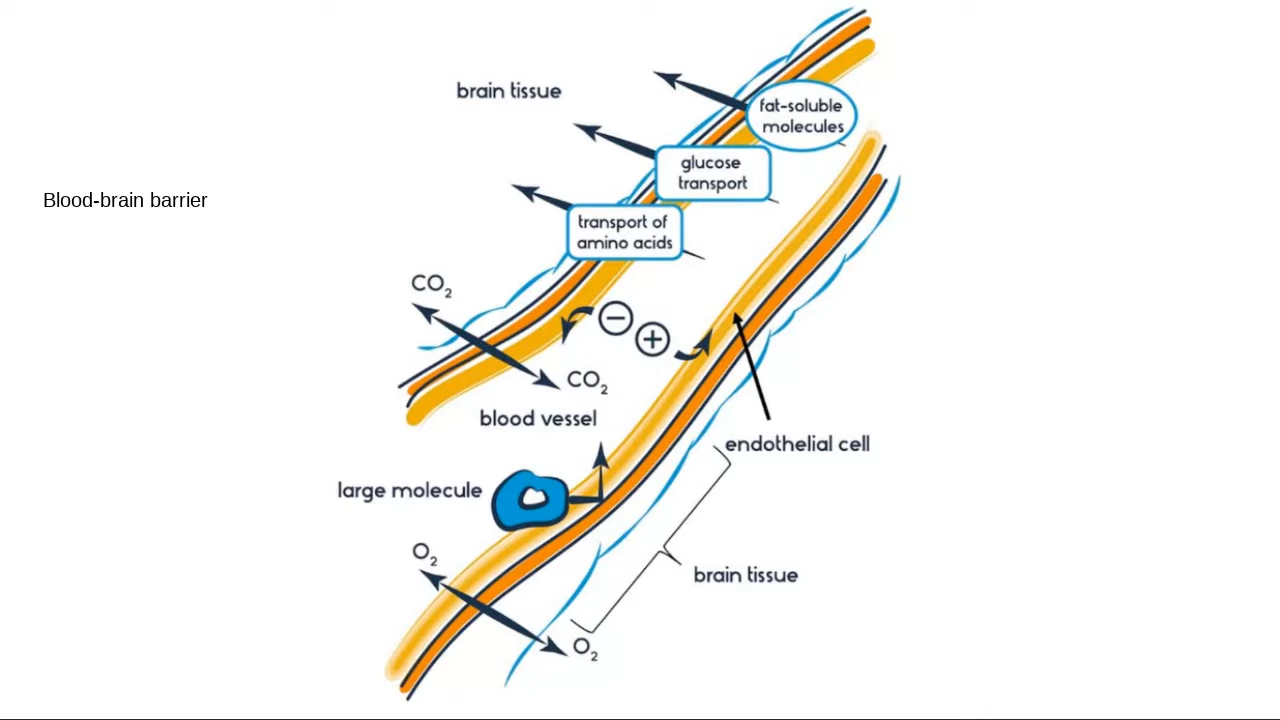 fat-soluble
molecules
brain tissue
glucose
transport
Blood-brain barrier
transport of
amino acids
CO₂
−
+
CO₂
blood vessel
endothelial cell
large molecule
O₂
brain tissue
O₂